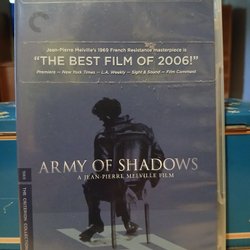 Jean-Pierre Melville's 1969 French Resistance masterpiece is
"THE BEST FILM OF 2006!"
Premiere – New York Times – L.A. Weekly – Sight & Sound – Film Comment
ARMY OF SHADOWS
A JEAN-PIERRE MELVILLE FILM
THE CRITERION COLLECTION